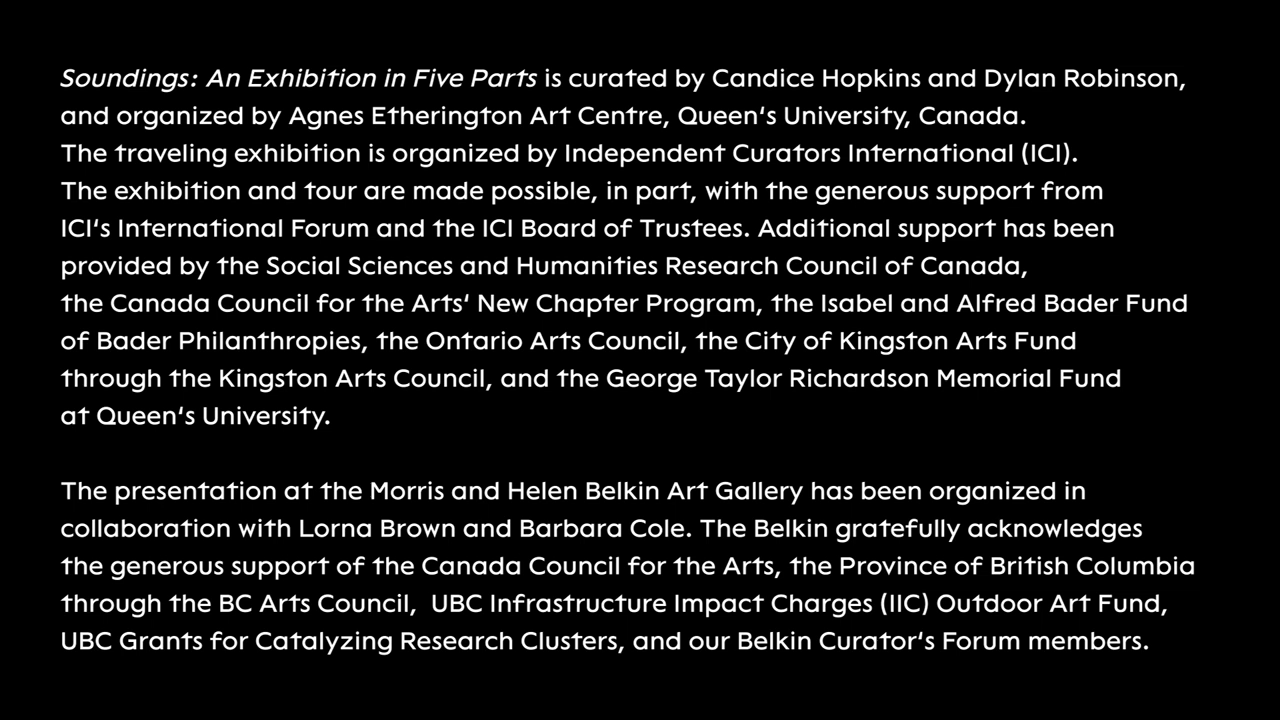 Soundings: An Exhibition in Five Parts is curated by Candice Hopkins and Dylan Robinson,
and organized by Agnes Etherington Art Centre, Queen's University, Canada.
The traveling exhibition is organized by Independent Curators International (ICI).
The exhibition and tour are made possible, in part, with the generous support from
ICI's International Forum and the ICI Board of Trustees. Additional support has been
provided by the Social Sciences and Humanities Research Council of Canada,
the Canada Council for the Arts' New Chapter Program, the Isabel and Alfred Bader Fund
of Bader Philanthropies, the Ontario Arts Council, the City of Kingston Arts Fund
through the Kingston Arts Council, and the George Taylor Richardson Memorial Fund
at Queen's University.
The presentation at the Morris and Helen Belkin Art Gallery has been organized in
collaboration with Lorna Brown and Barbara Cole. The Belkin gratefully acknowledges
the generous support of the Canada Council for the Arts, the Province of British Columbia
through the BC Arts Council,  UBC Infrastructure Impact Charges (IIC) Outdoor Art Fund,
UBC Grants for Catalyzing Research Clusters, and our Belkin Curator's Forum members.